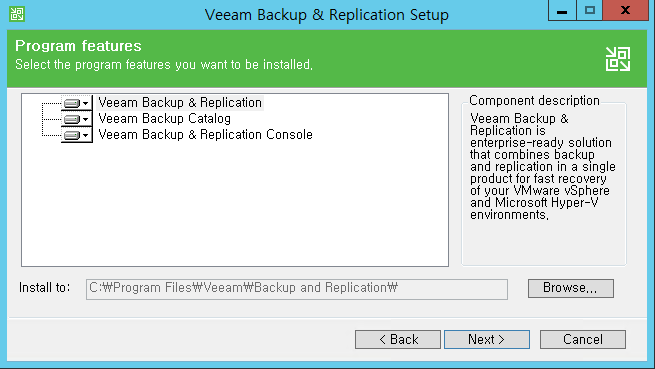 Veeam Backup & Replication Setup
Program features
Select the program features you want to be installed.
Veeam Backup & Replication
Veeam Backup Catalog
Veeam Backup & Replication Console
Component description
Veeam Backup &
Replication is
enterprise-ready solution
that combines backup
and replication in a single
product for fast recovery
of your VMware vSphere
and Microsoft Hyper-V
environments.
Install to:
C:₩Program Files₩Veeam₩Backup and Replication₩
Browse...
< Back
Next >
Cancel